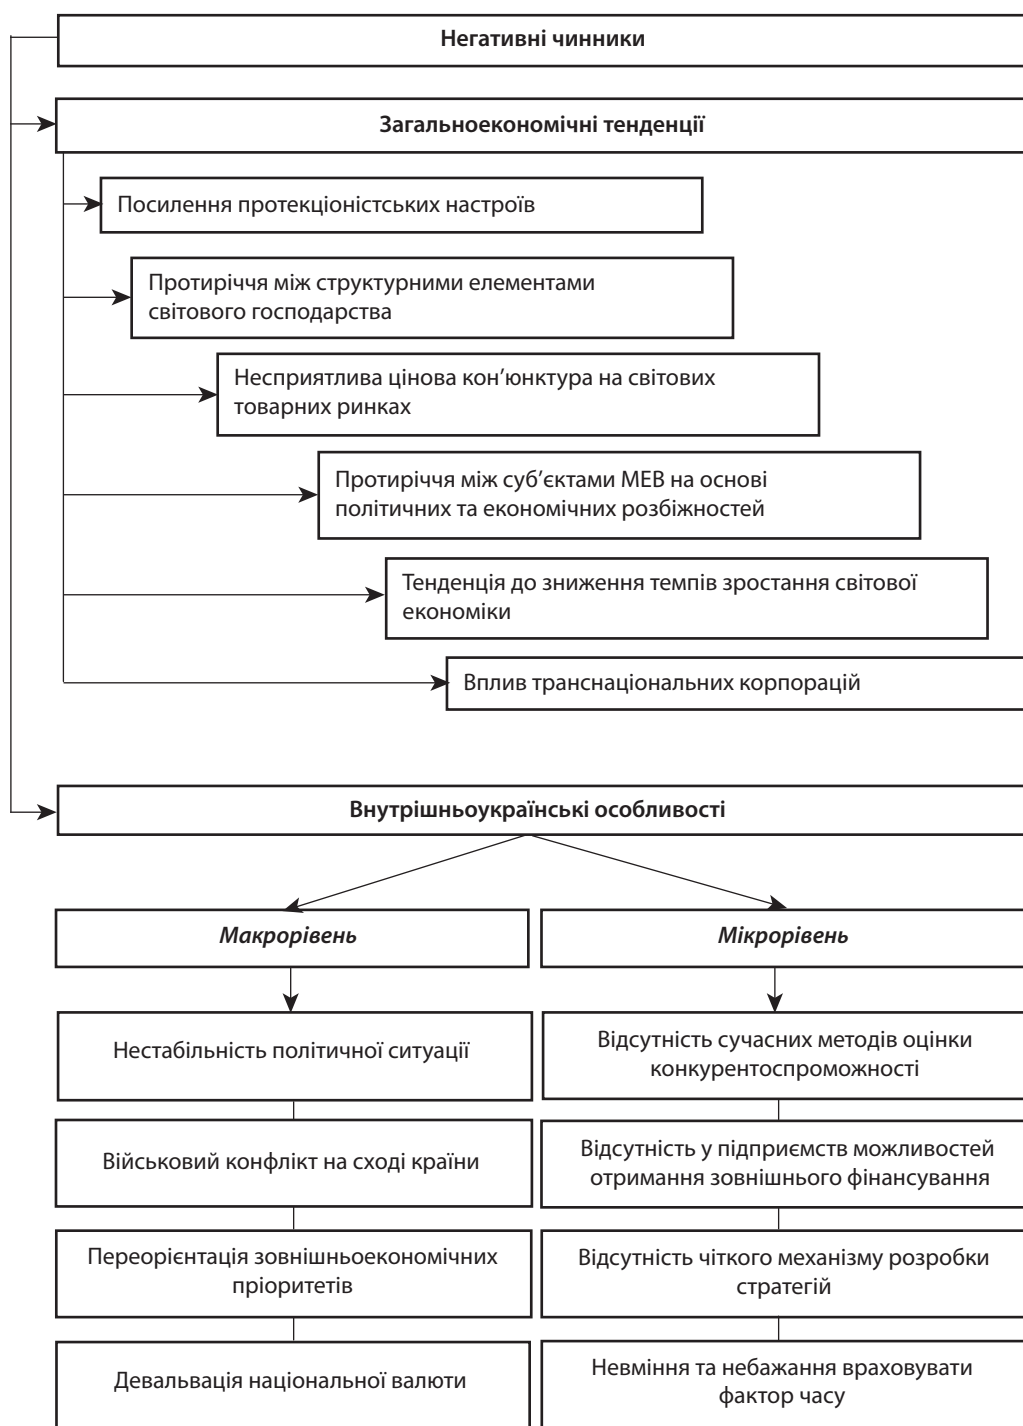 Негативні чинники
Загальноекономічні тенденції
Посилення протекціоністських настроїв
Протиріччя між структурними елементами
світового господарства
Несприятлива цінова кон’юнктура на світових
товарних ринках
Протиріччя між суб’єктами МЕВ на основі
політичних та економічних розбіжностей
Тенденція до зниження темпів зростання світової
економіки
Вплив транснаціональних корпорацій
Внутрішньоукраїнські особливості
Макрорівень
Нестабільність політичної ситуації
Військовий конфлікт на сході країни
Переорієнтація зовнішньоекономічних
пріоритетів
Девальвація національної валюти
Мікрорівень
Відсутність сучасних методів оцінки
конкурентоспроможності
Відсутність у підприємств можливостей
отримання зовнішнього фінансування
Відсутність чіткого механізму розробки
стратегій
Невміння та небажання враховувати
фактор часу